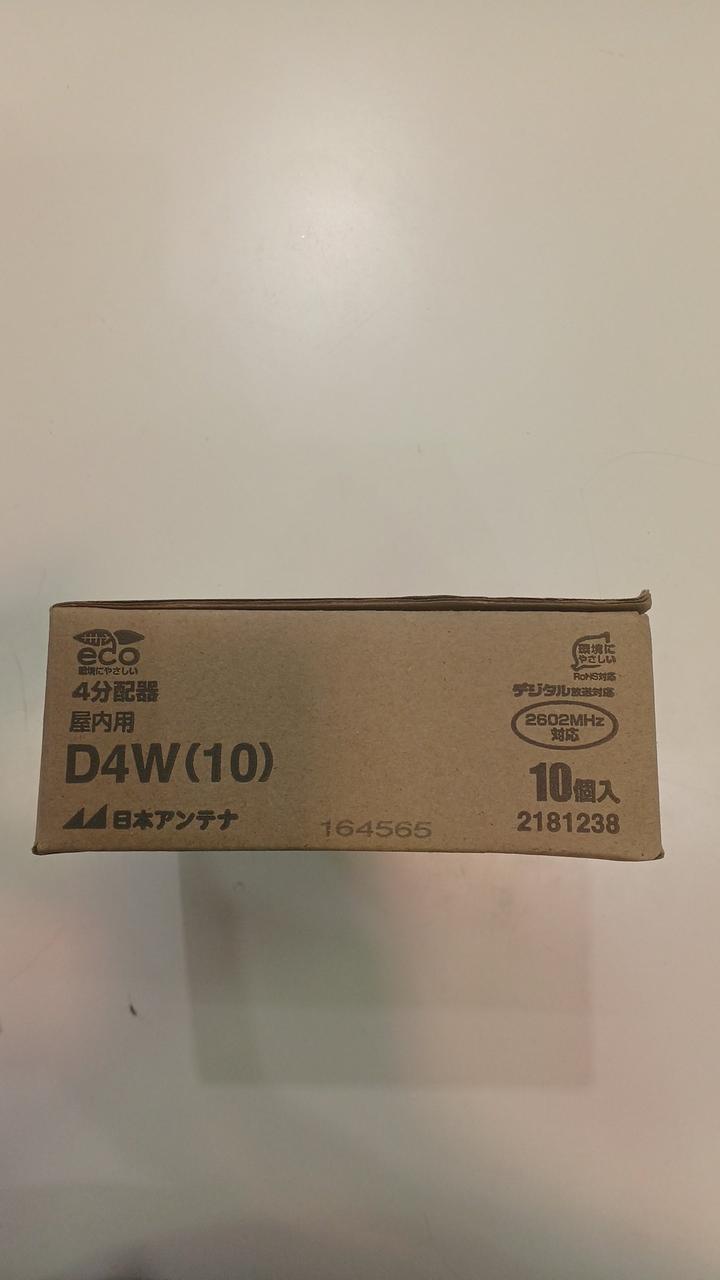 eco
環境にやさしい
4分配器
屋内用
D4W(10)
日本アンテナ
164565
環境に
やさしい
RoHS対応
デジタル放送対応
2602MHz
対応
10個入
2181238